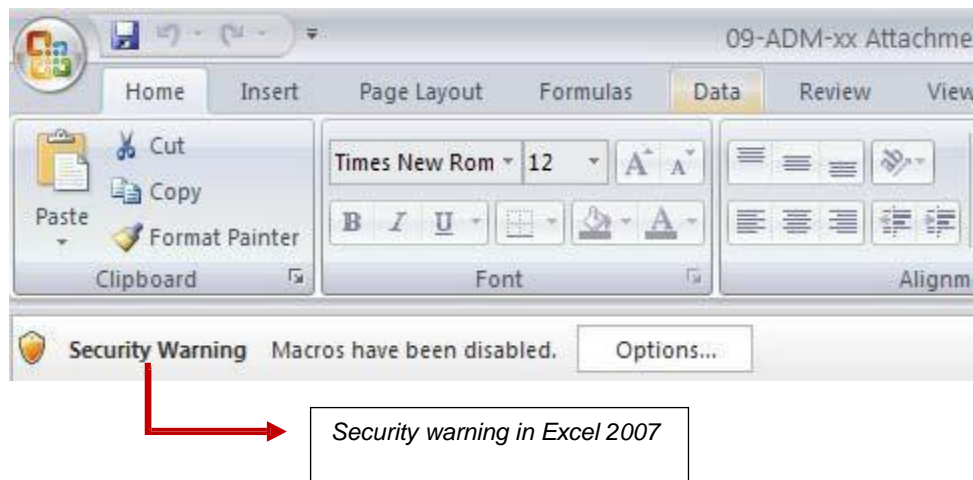 09-ADM-xx Attachme
Home Insert Page Layout Formulas Data Review View
Cut
Times New Rom 12 A A
Copy
Paste
Format Painter
B I U A
Clipboard Font Alignm
Security Warning Macros have been disabled. Options...
Security warning in Excel 2007